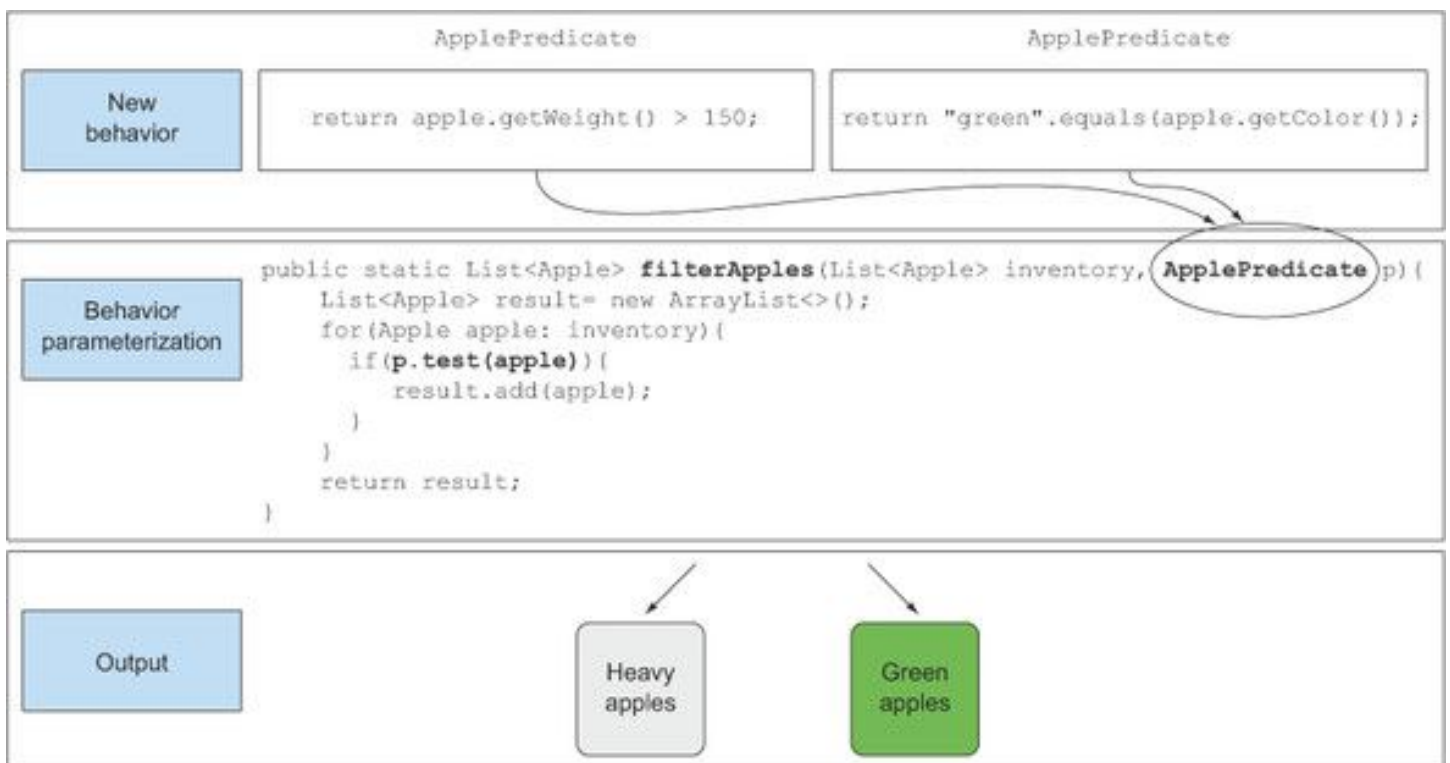 ApplePredicate
ApplePredicate
New
behavior
return apple.getWeight() > 150;
return "green".equals(apple.getColor());
Behavior
parameterization
public static List<Apple> filterApples(List<Apple> inventory, ApplePredicate p){
List<Apple> result= new ArrayList<>();
for(Apple apple: inventory){
if(p.test(apple)){
result.add(apple);
}
}
return result;
}
Output
Heavy
apples
Green
apples